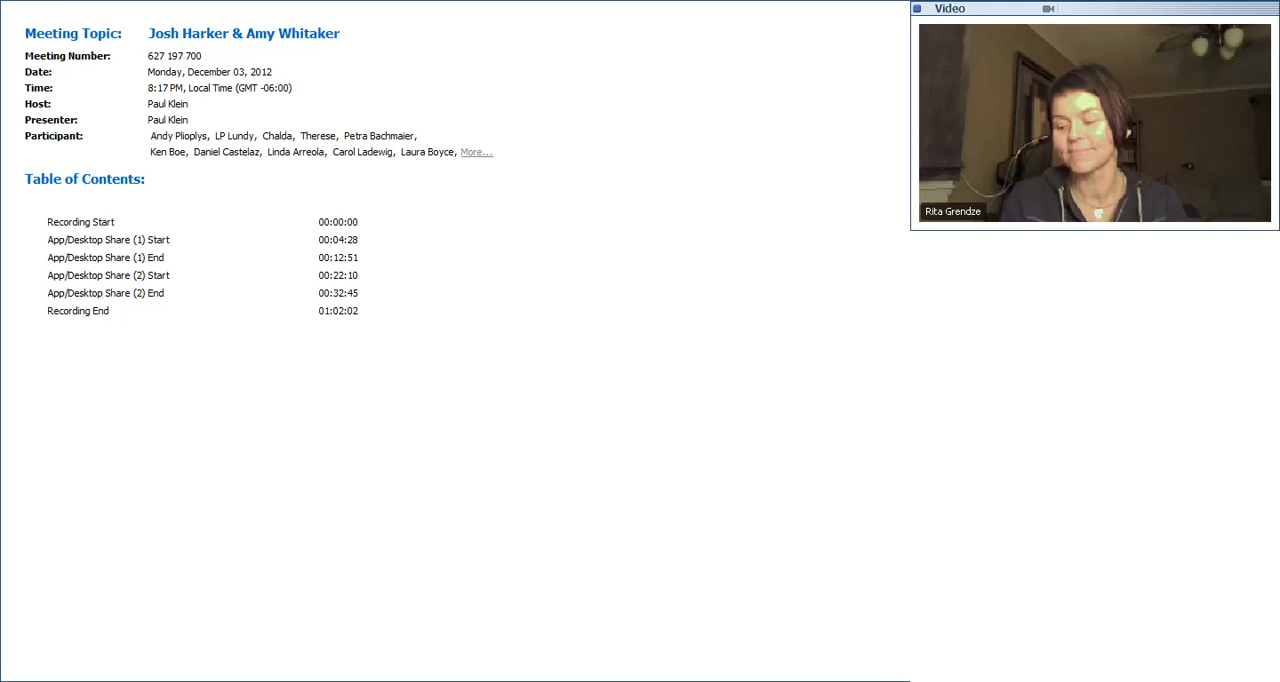 Meeting Topic: Josh Harker & Amy Whitaker
Meeting Number: 627 197 700
Date: Monday, December 03, 2012
Time: 8:17 PM, Local Time (GMT -06:00)
Host: Paul Klein
Presenter: Paul Klein
Participant: Andy Plioplys, LP Lundy, Chalda, Therese, Petra Bachmaier,
Ken Boe, Daniel Castelaz, Linda Arreola, Carol Ladewig, Laura Boyce, More...
Table of Contents:
Recording Start 00:00:00
App/Desktop Share (1) Start 00:04:28
App/Desktop Share (1) End 00:12:51
App/Desktop Share (2) Start 00:22:10
App/Desktop Share (2) End 00:32:45
Recording End 01:02:02
Video
Rita Grendze